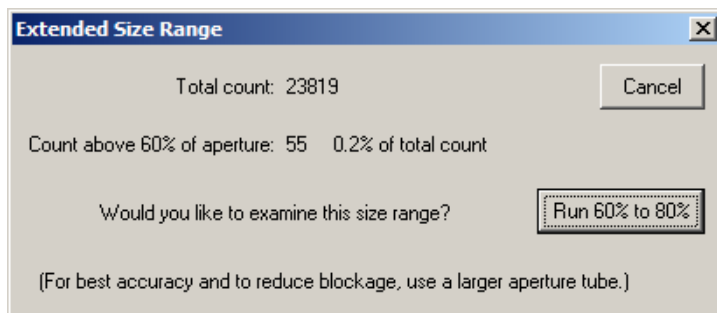 Extended Size Range
Total count: 23819
Cancel
Count above 60% of aperture: 55 0.2% of total count
Would you like to examine this size range?
Run 60% to 80%
(For best accuracy and to reduce blockage, use a larger aperture tube.)